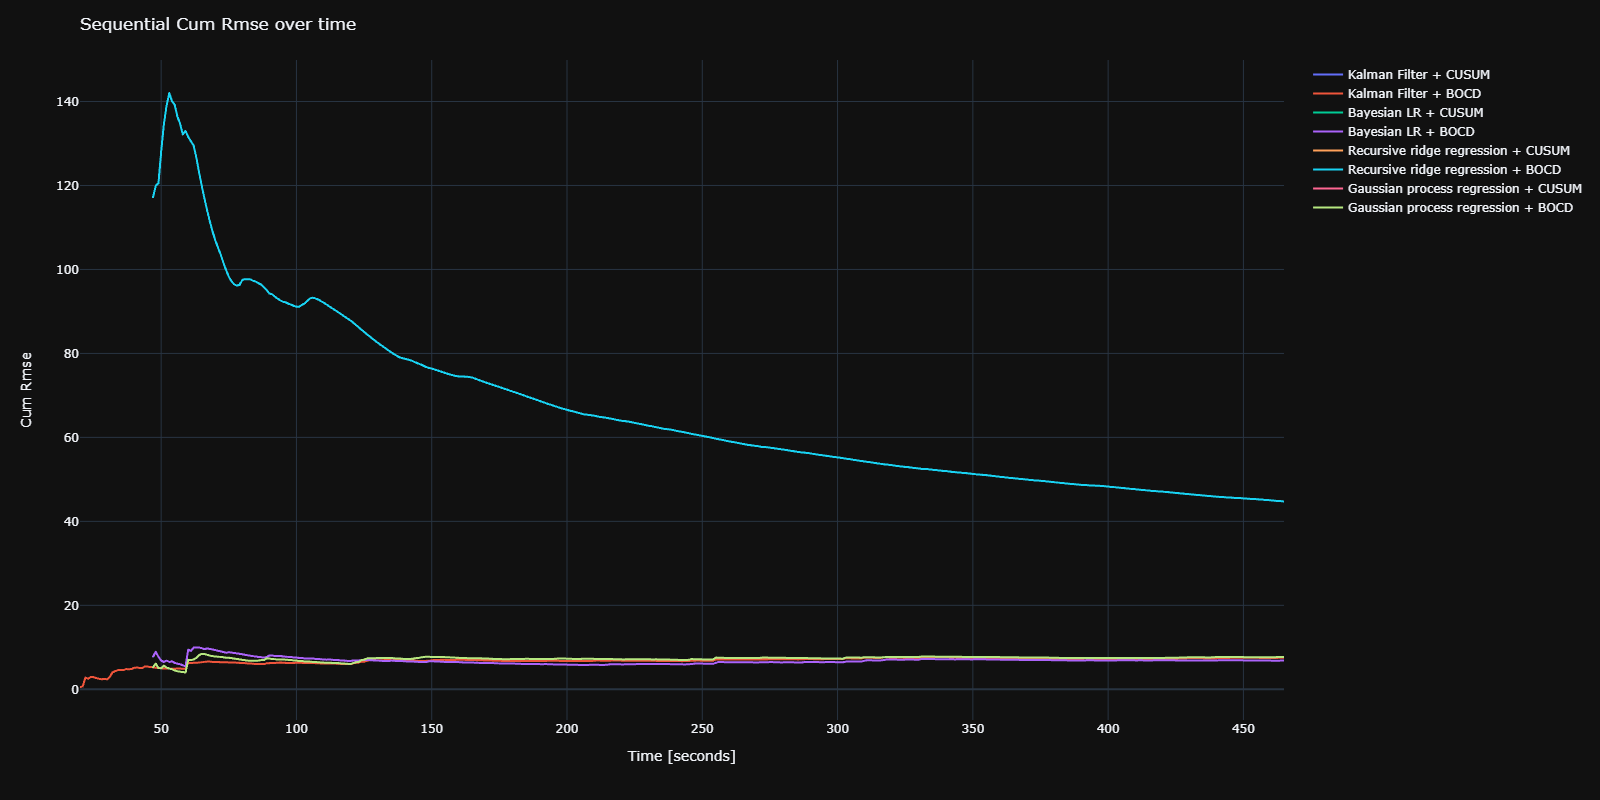 Sequential Cum Rmse over time
Kalman Filter + CUSUM
Kalman Filter + BOCD
Bayesian LR + CUSUM
Bayesian LR + BOCD
Recursive ridge regression + CUSUM
Recursive ridge regression + BOCD
Gaussian process regression + CUSUM
Gaussian process regression + BOCD
Cum Rmse
140
120
100
80
60
40
20
0
50 100 150 200 250 300 350 400 450
Time [seconds]